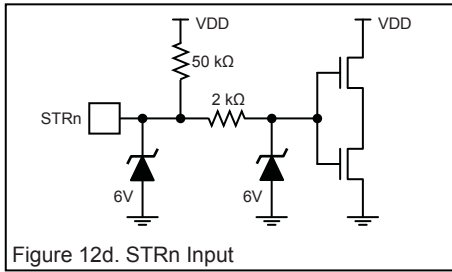 VDD
VDD
50 kΩ
2 kΩ
STRn
6V
6V
Figure 12d. STRn Input